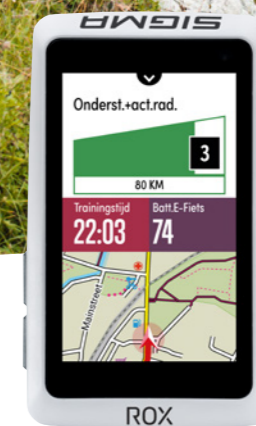 SIGMA
Onderst.+act.rad.
3
80 KM
Trainingstijd
Batt.E-Fiets
22:03
74
Mainstreet
ROX